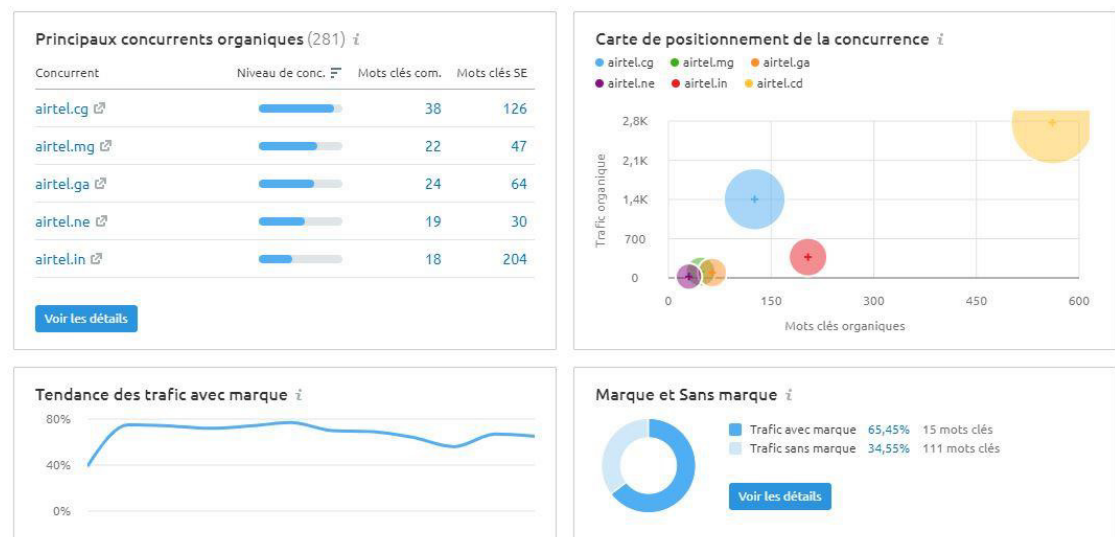 Principaux concurrents organiques (281) i
Concurrent Niveau de conc. Mots clés com. Mots clés SE
airtel.cg 38 126
airtel.mg 22 47
airtel.ga 24 64
airtel.ne 19 30
airtel.in 18 204
Voir les détails
Carte de positionnement de la concurrence i
airtel.cg airtel.mg airtel.ga
airtel.ne airtel.in airtel.cd
Trafic organique
2,8K
2,1K
1,4K
700
0
0 150 300 450 600
Mots clés organiques
Tendance des trafic avec marque i
80%
40%
0%
Marque et Sans marque i
Trafic avec marque 65,45% 15 mots clés
Trafic sans marque 34,55% 111 mots clés
Voir les détails